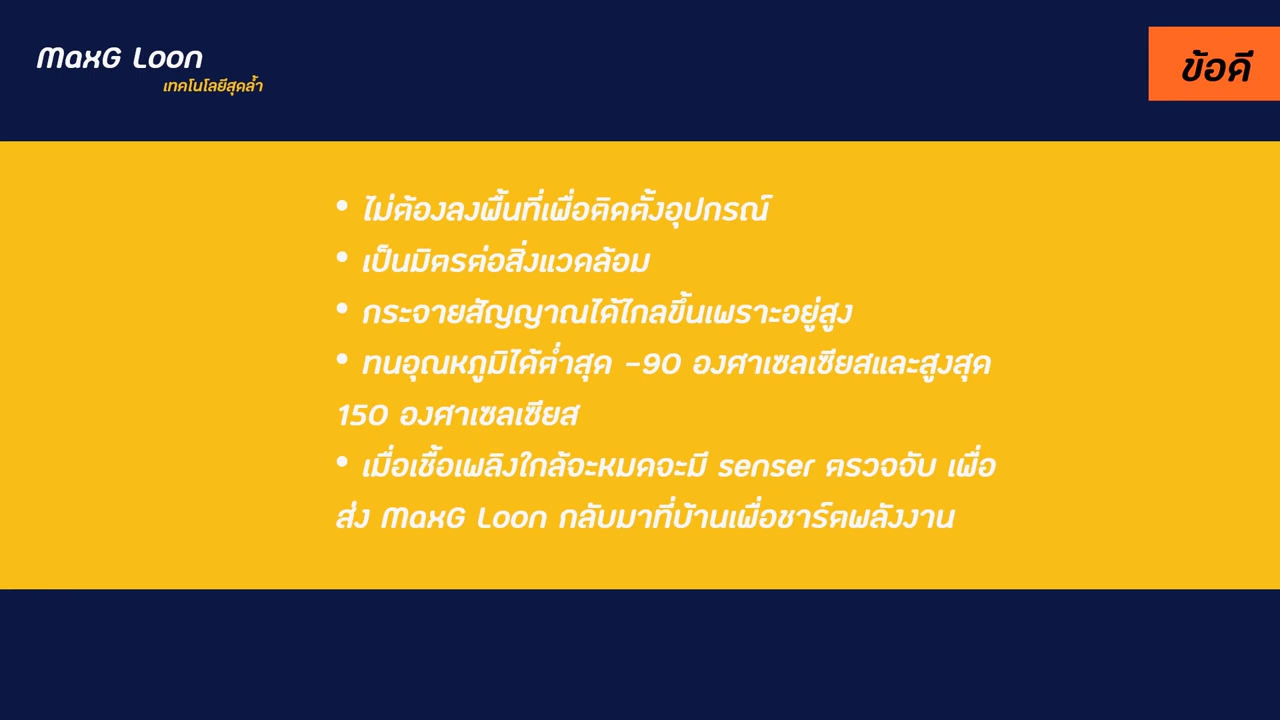 MaxG Loon
เทคโนโลยีสุดล้ำ
ข้อดี
• ไม่ต้องลงพื้นที่เพื่อติดตั้งอุปกรณ์
• เป็นมิตรต่อสิ่งแวดล้อม
• กระจายสัญญาณได้ไกลขึ้นเพราะอยู่สูง
• ทนอุณหภูมิได้ต่ำสุด -90 องศาเซลเซียสและสูงสุด
150 องศาเซลเซียส
• เมื่อเชื้อเพลิงใกล้จะหมดจะมี senser ตรวจจับ เพื่อ
ส่ง MaxG Loon กลับมาที่บ้านเพื่อชาร์ตพลังงาน